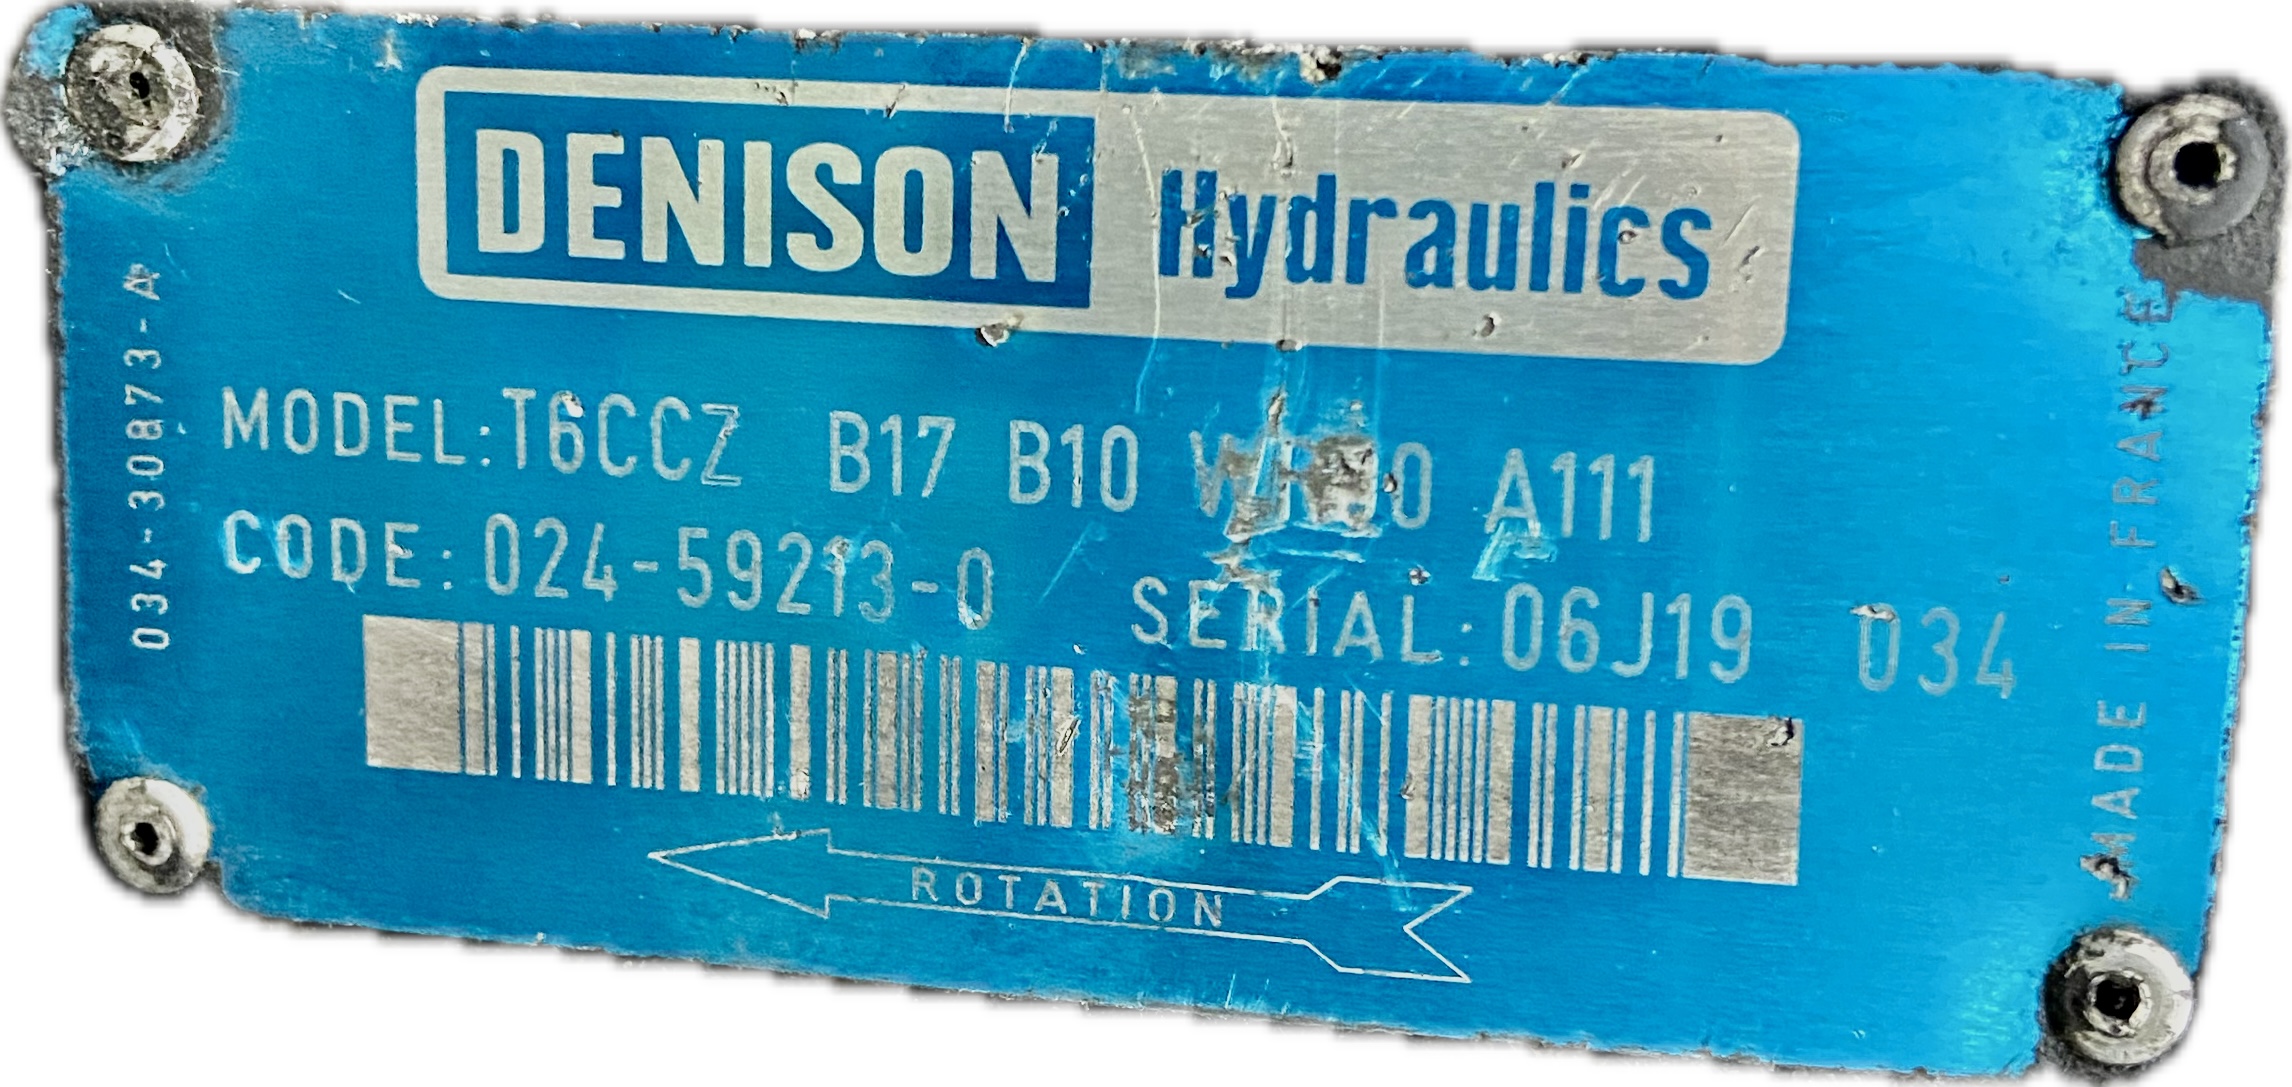 DENISON Hydraulics
MODEL: T6CCZ B17 B10 A111
CODE: 024-59213-0
SERIAL: 06J19 034
ROTATION
034-30873-A
MADE IN FRANCE